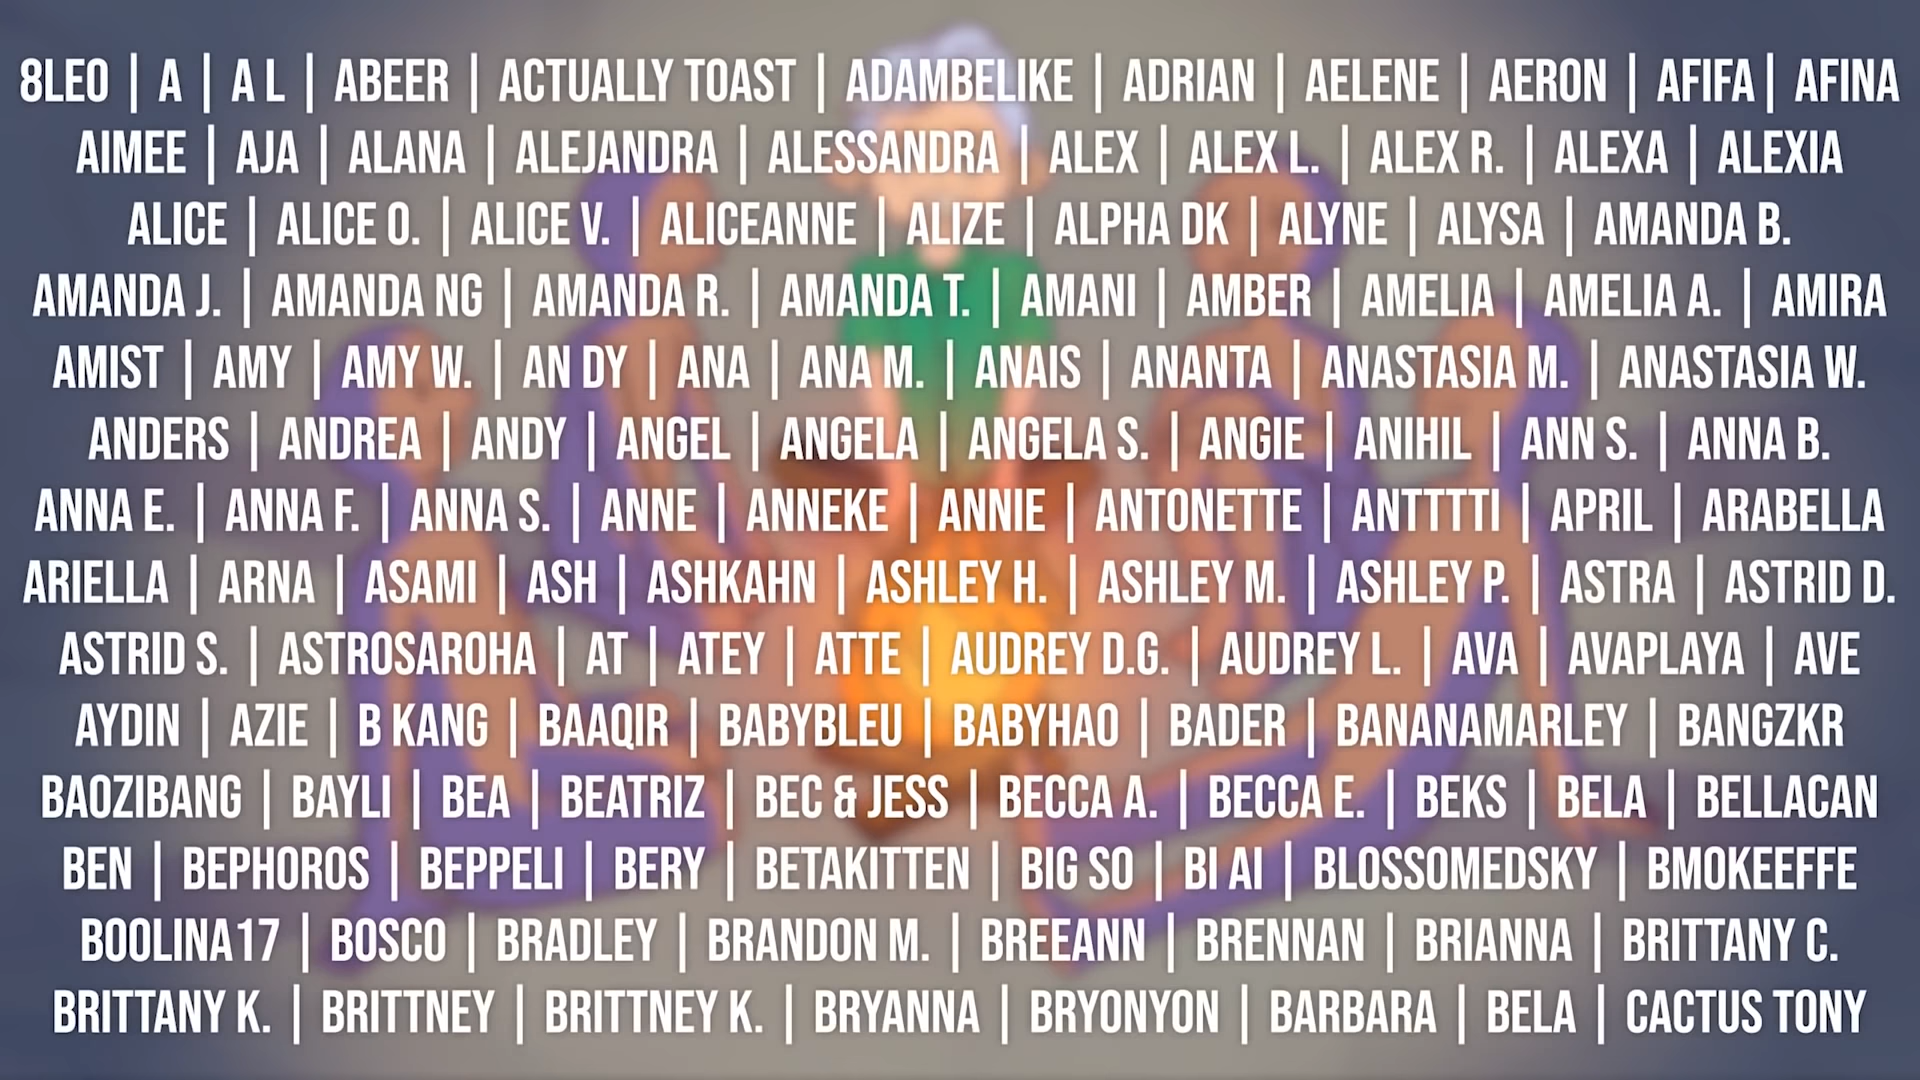 8LEO | A | A L | ABEER | ACTUALLY TOAST | ADAMBELIKE | ADRIAN | AELENE | AERON | AFIFA | AFINA
AIMEE | AJA | ALANA | ALEJANDRA | ALESSANDRA | ALEX | ALEX L. | ALEX R. | ALEXA | ALEXIA
ALICE | ALICE O. | ALICE V. | ALICEANNE | ALIZE | ALPHA DK | ALYNE | ALYSA | AMANDA B.
AMANDA J. | AMANDA NG | AMANDA R. | AMANDA T. | AMANI | AMBER | AMELIA | AMELIA A. | AMIRA
AMIST | AMY | AMY W. | AN DY | ANA | ANA M. | ANAIS | ANANTA | ANASTASIA M. | ANASTASIA W.
ANDERS | ANDREA | ANDY | ANGEL | ANGELA | ANGELA S. | ANGIE | ANIHIL | ANN S. | ANNA B.
ANNA E. | ANNA F. | ANNA S. | ANNE | ANNEKE | ANNIE | ANTONETTE | ANTTTTI | APRIL | ARABELLA
ARIELLA | ARNA | ASAMI | ASH | ASHKAHN | ASHLEY H. | ASHLEY M. | ASHLEY P. | ASTRA | ASTRID D.
ASTRID S. | ASTROSAROHA | AT | ATEY | ATTE | AUDREY D.G. | AUDREY L. | AVA | AVAPLAYA | AVE
AYDIN | AZIE | B KANG | BAAQIR | BABYBLEU | BABYHAO | BADER | BANANAMARLEY | BANGZKR
BAOZIBANG | BAYLI | BEA | BEATRIZ | BEC & JESS | BECCA A. | BECCA E. | BEKS | BELA | BELLACAN
BEN | BEPHOROS | BEPPELI | BERY | BETAKITTEN | BIG SO | BI AI | BLOSSOMEDSKY | BMOKEEFFE
BOOLINA17 | BOSCO | BRADLEY | BRANDON M. | BREEANN | BRENNAN | BRIANNA | BRITTANY C.
BRITTANY K. | BRITTNEY | BRITTNEY K. | BRYANNA | BRYONYON | BARBARA | BELA | CACTUS TONY